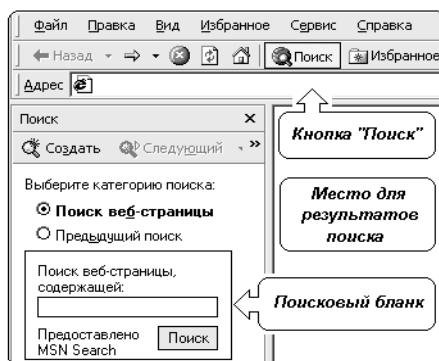 Файл Правка Вид Избранное Сервис Справка
Назад Поиск Избранное
Адрес
Поиск
Кнопка "Поиск"
Создать Следующий »
Выберите категорию поиска:
Поиск веб-страницы
Предыдущий поиск
Место для
результатов
поиска
Поиск веб-страницы,
содержащей:
Поисковый бланк
Предоставлено
MSN Search
Поиск